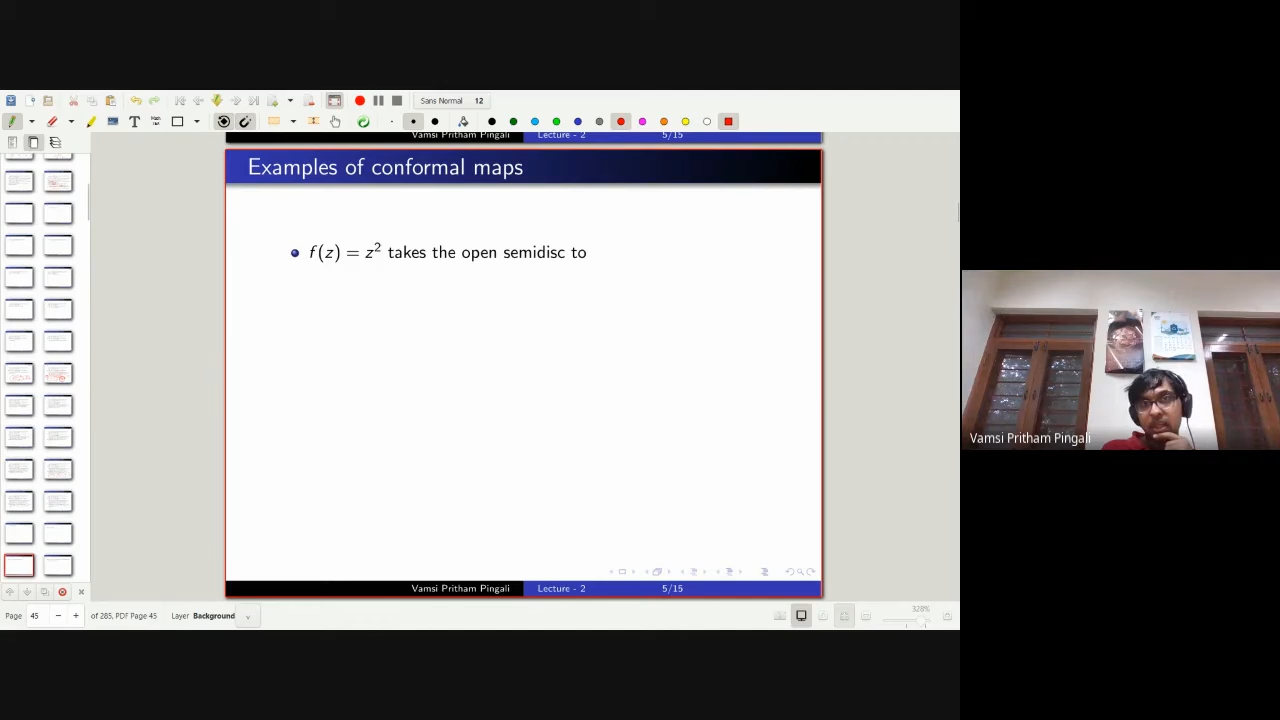 Sans Normal 12
Vamsi Pritham Pingali Lecture - 2 5/15
Examples of conformal maps
f(z) = z² takes the open semidisc to
Vamsi Pritham Pingali
Vamsi Pritham Pingali Lecture - 2 5/15
Page 45 of 285, PDF Page 45 Layer Background 328%